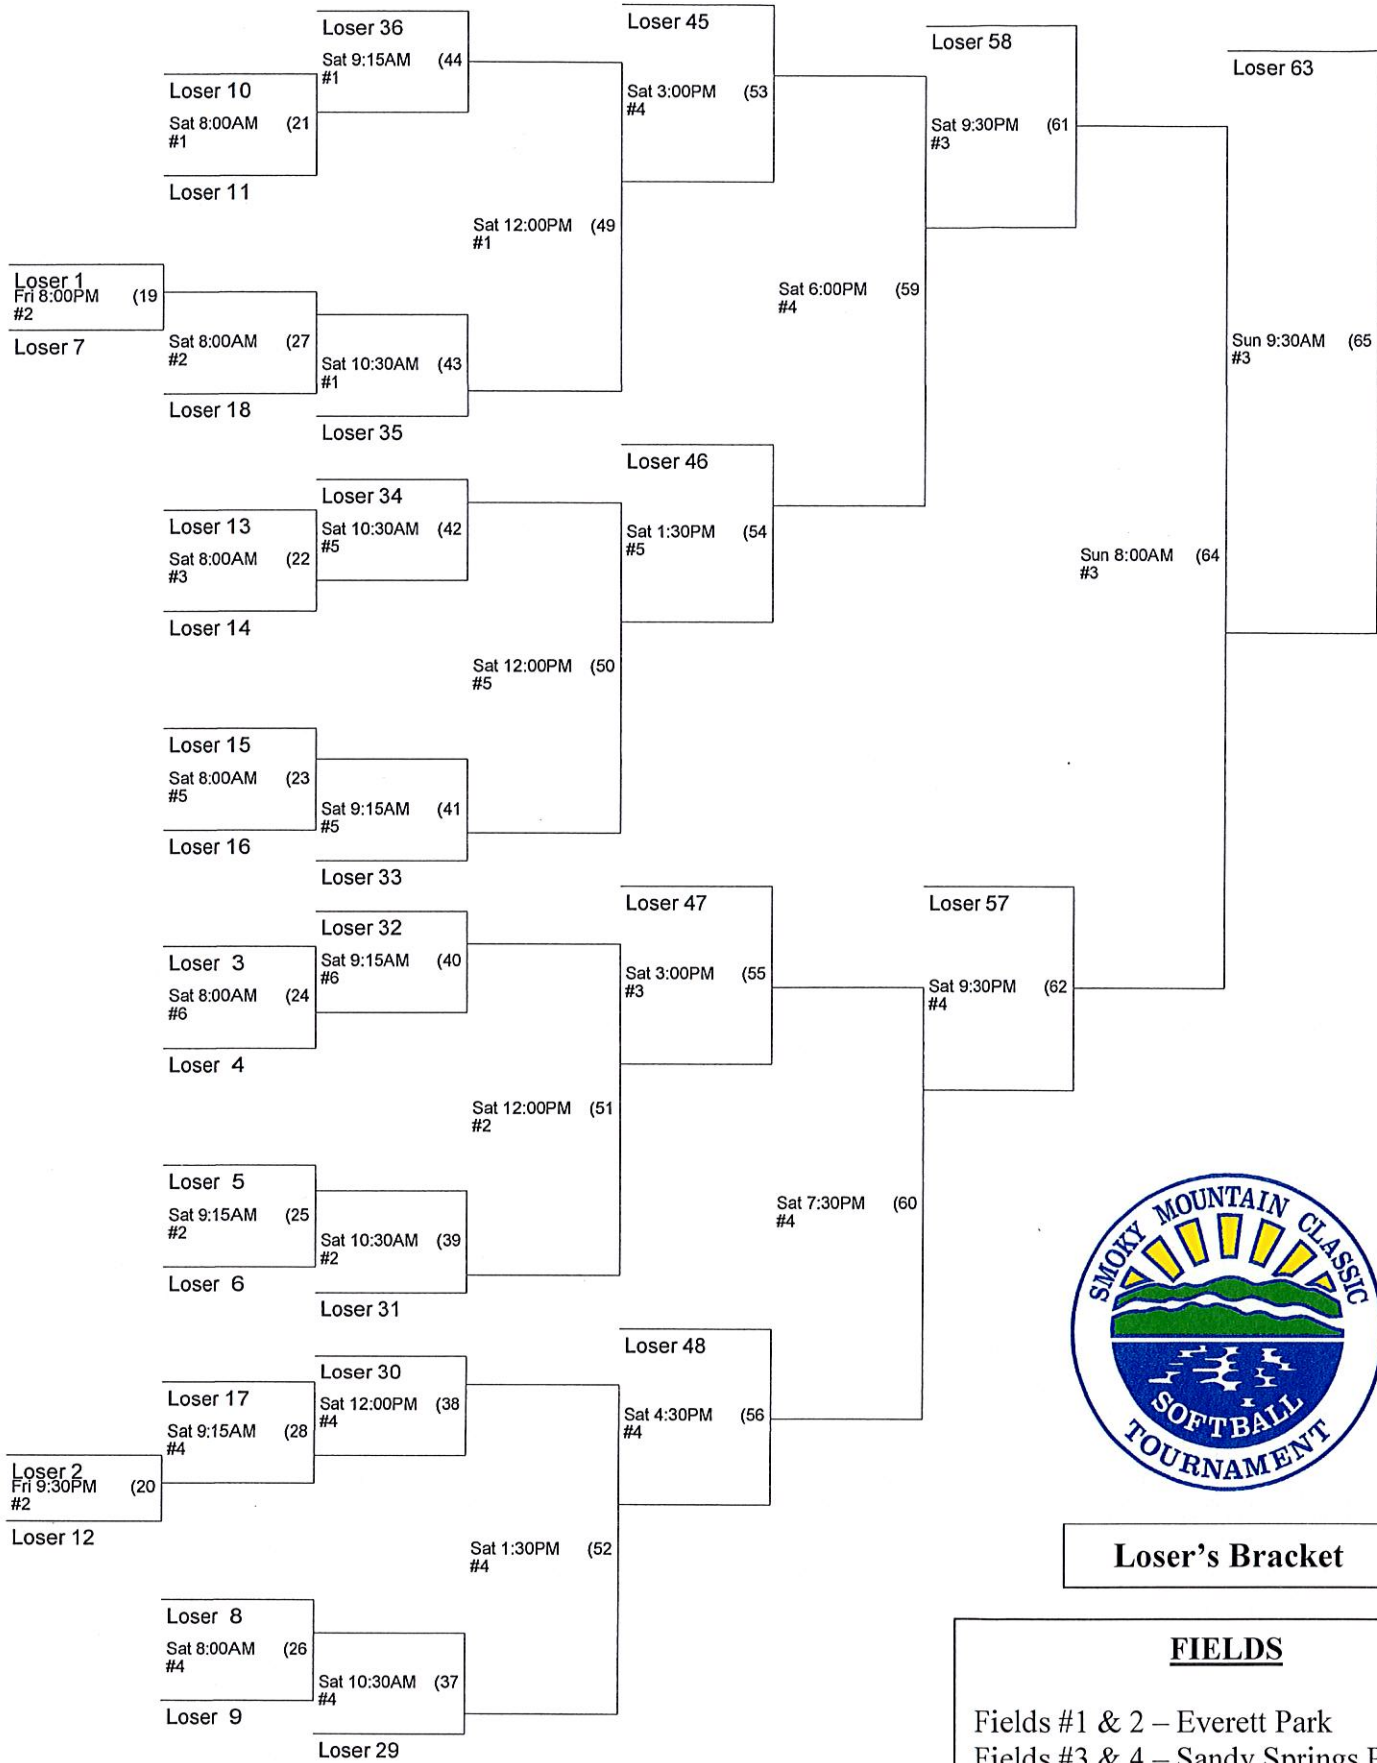 Loser 36
Sat 9:15AM (44
#1
Loser 10
Sat 8:00AM (21
#1
Loser 11
Loser 45
Sat 3:00PM (53
#4
Loser 58
Sat 9:30PM (61
#3
Loser 63
Sat 12:00PM (49
#1
Loser 1
Fri 8:00PM (19
#2
Loser 7
Sat 8:00AM (27
#2
Loser 18
Sat 10:30AM (43
#1
Loser 35
Sat 6:00PM (59
#4
Sun 9:30AM (65
#3
Loser 34
Sat 10:30AM (42
#5
Loser 13
Sat 8:00AM (22
#3
Loser 14
Loser 46
Sat 1:30PM (54
#5
Sun 8:00AM (64
#3
Sat 12:00PM (50
#5
Loser 15
Sat 8:00AM (23
#5
Loser 16
Sat 9:15AM (41
#5
Loser 33
Loser 32
Sat 9:15AM (40
#6
Loser 3
Sat 8:00AM (24
#6
Loser 4
Loser 47
Sat 3:00PM (55
#3
Loser 57
Sat 9:30PM (62
#4
Sat 12:00PM (51
#2
Loser 5
Sat 9:15AM (25
#2
Loser 6
Sat 10:30AM (39
#2
Loser 31
Sat 7:30PM (60
#4
Loser 30
Sat 12:00PM (38
#4
Loser 17
Sat 9:15AM (28
#4
Loser 2
Fri 9:30PM (20
#2
Loser 12
Loser 48
Sat 4:30PM (56
#4
Sat 1:30PM (52
#4
Loser 8
Sat 8:00AM (26
#4
Loser 9
Sat 10:30AM (37
#4
Loser 29
SMOKY MOUNTAIN CLASSIC
SOFTBALL
TOURNAMENT
Loser's Bracket
FIELDS
Fields #1 & 2 – Everett Park
Fields #3 & 4 – Sandy Springs